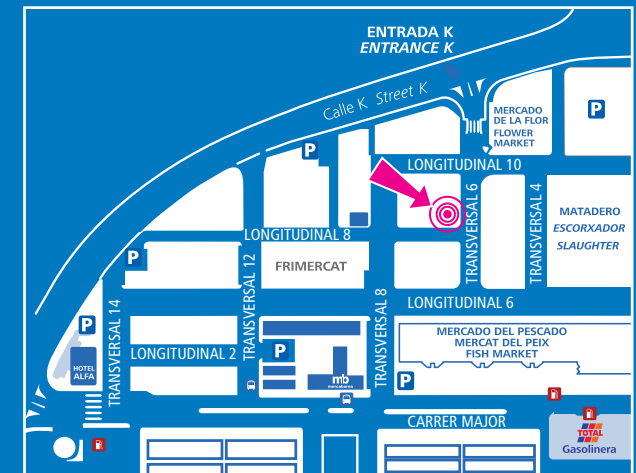 ENTRADA K
ENTRANCE K
Calle K Street K
MERCADO
DE LA FLOR
FLOWER
MARKET
P
P
LONGITUDINAL 10
TRANSVERSAL 6
TRANSVERSAL 4
MATADERO
ESCORXADOR
SLAUGHTER
LONGITUDINAL 8
P
FRIMERCAT
TRANSVERSAL 12
TRANSVERSAL 8
TRANSVERSAL 14
LONGITUDINAL 6
P
MERCADO DEL PESCADO
MERCAT DEL PEIX
FISH MARKET
LONGITUDINAL 2
P
HOTEL
ALFA
mb
mercabarna
P
CARRER MAJOR
TOTAL
Gasolinera